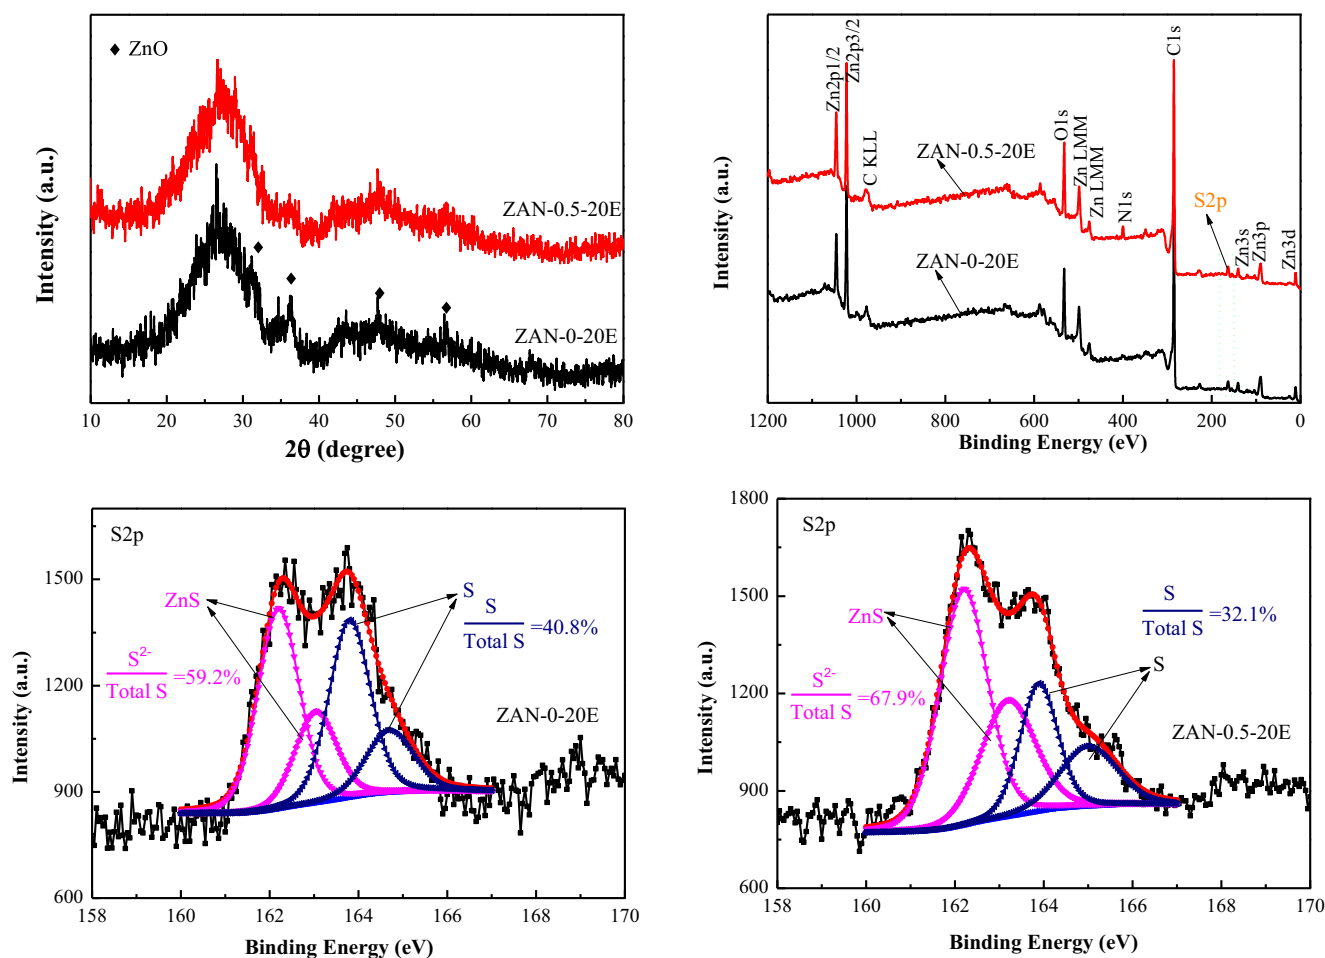 ◆ ZnO
ZAN-0.5-20E
ZAN-0-20E
Intensity (a.u.)
10 20 30 40 50 60 70 80
2θ (degree)
Zn2p1/2
Zn2p3/2
C KLL
ZAN-0.5-20E
ZAN-0-20E
O1s
Zn LMM
Zn LMM
N1s
C1s
S2p
Zn3s
Zn3p
Zn3d
Intensity (a.u.)
1200 1000 800 600 400 200 0
Binding Energy (eV)
S2p
ZnS
S
S
Total S =40.8%
S2-
Total S =59.2%
ZAN-0-20E
Intensity (a.u.)
1500
1200
900
600
158 160 162 164 166 168 170
Binding Energy (eV)
S2p
ZnS
S
Total S =32.1%
S
S2-
Total S =67.9%
ZAN-0.5-20E
Intensity (a.u.)
1800
1500
1200
900
600
158 160 162 164 166 168 170
Binding Energy (eV)